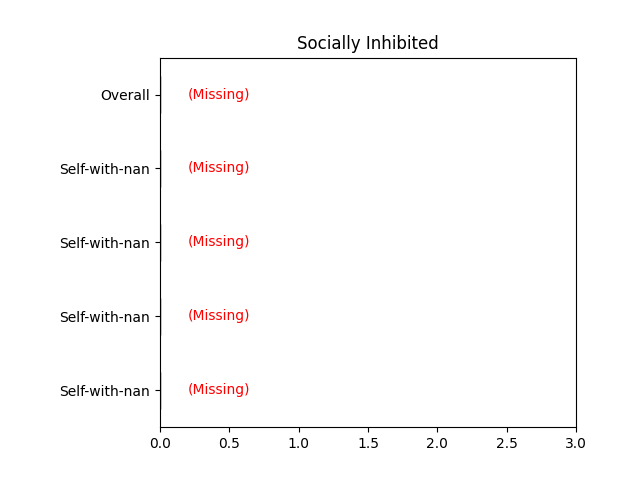 Socially Inhibited
Overall (Missing)
Self-with-nan (Missing)
Self-with-nan (Missing)
Self-with-nan (Missing)
Self-with-nan (Missing)
0.0 0.5 1.0 1.5 2.0 2.5 3.0